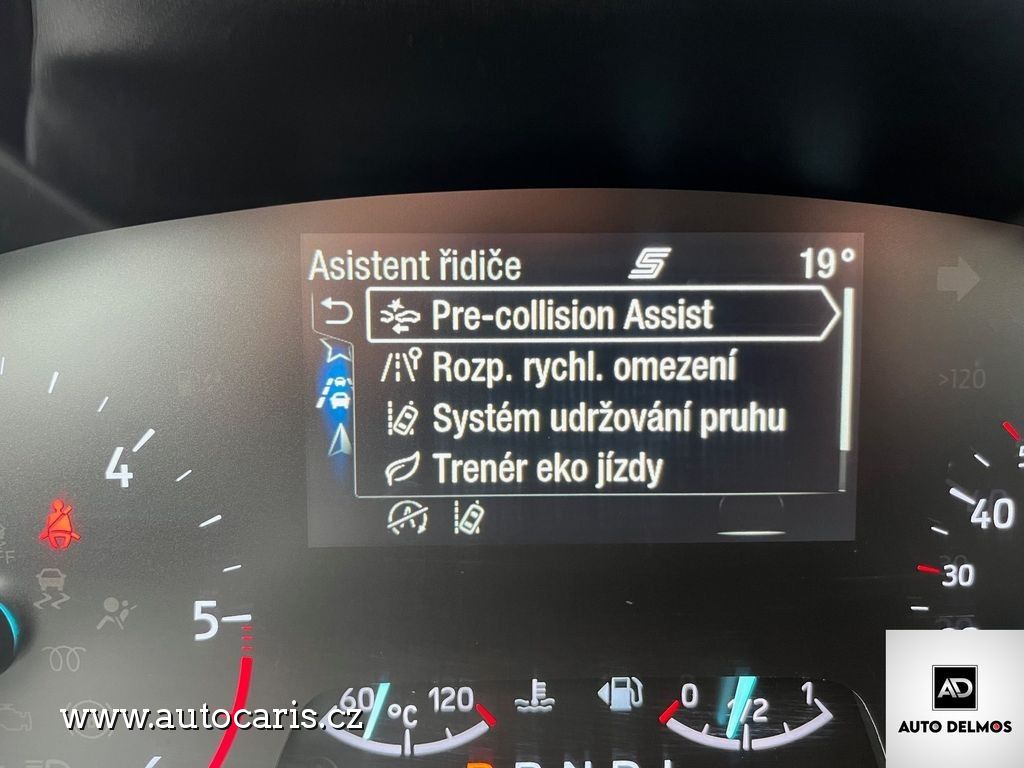 Asistent řidiče 19°
Pre-collision Assist
Rozp. rychl. omezení
Systém udržování pruhu
Trenér eko jízdy
>120
4
5
40
30
60 °C 120
0 1/2 1
www.autocaris.cz
AD
AUTO DELMOS